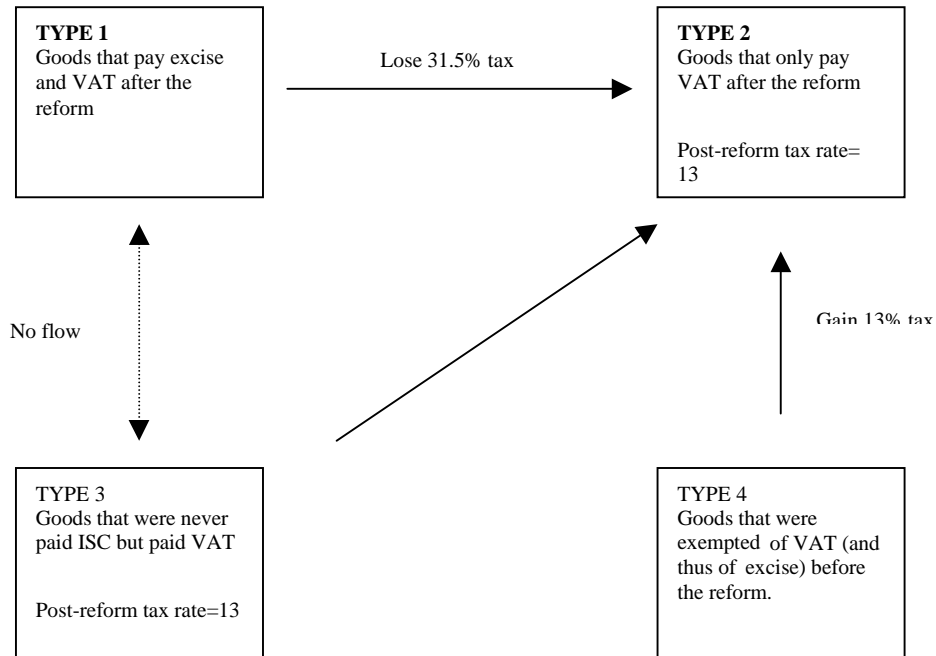 TYPE 1
Goods that pay excise
and VAT after the
reform
Lose 31.5% tax
TYPE 2
Goods that only pay
VAT after the reform
Post-reform tax rate=
13
No flow
Gain 13% tax
TYPE 3
Goods that were never
paid ISC but paid VAT
Post-reform tax rate=13
TYPE 4
Goods that were
exempted of VAT (and
thus of excise) before
the reform.